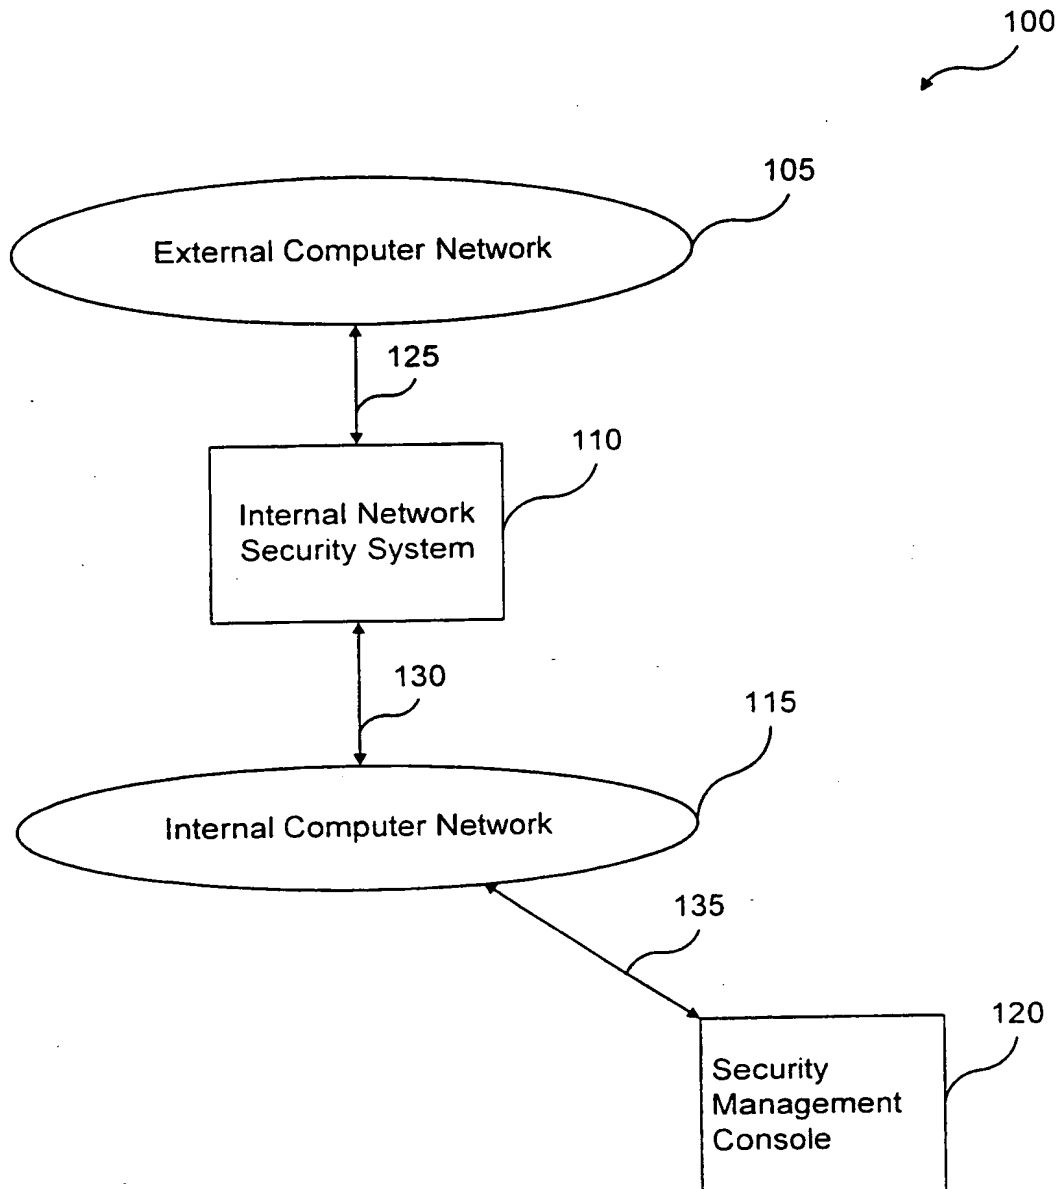 100
105
External Computer Network
125
110
Internal Network
Security System
130
115
Internal Computer Network
135
120
Security
Management
Console